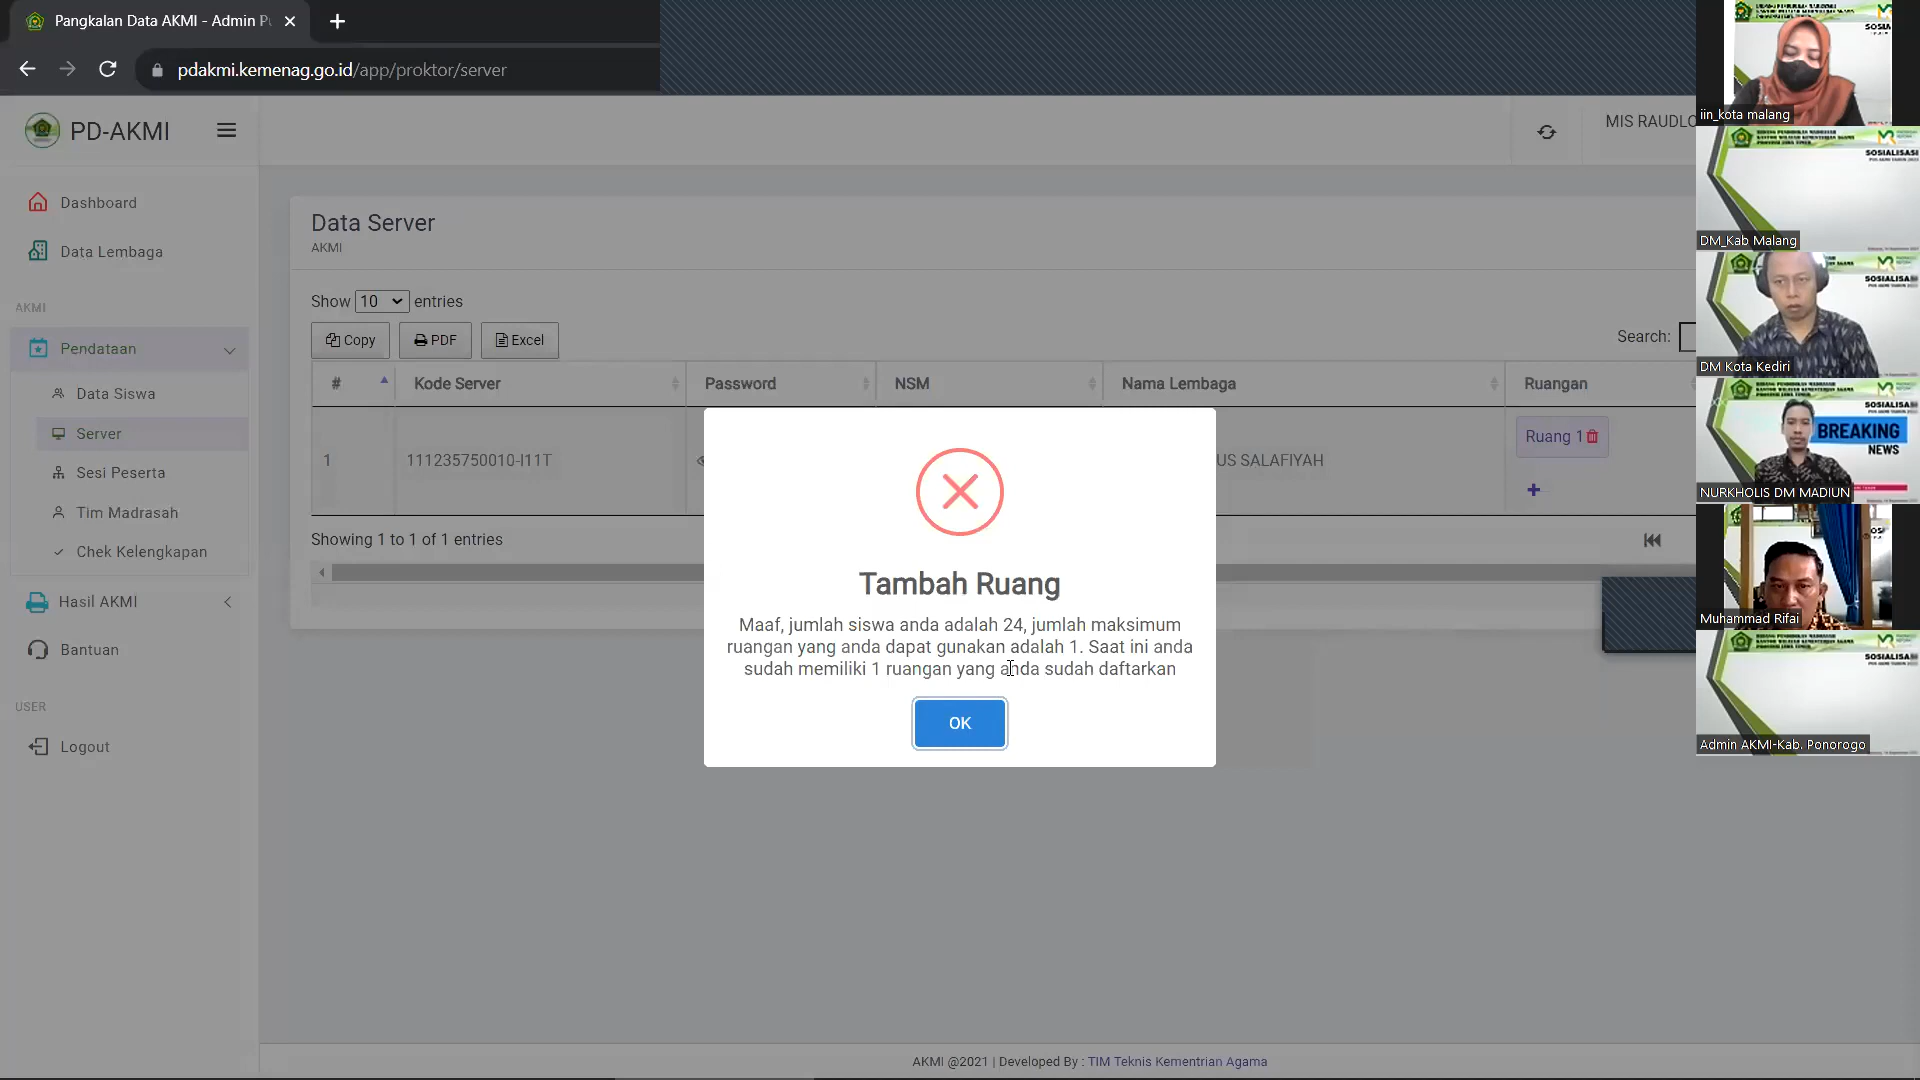 Pangkalan Data AKMI - Admin P
pdakmi.kemenag.go.id/app/proktor/server
PD-AKMI
MIS RAUDLO
Dashboard
Data Lembaga
AKMI
Pendataan
Data Siswa
Server
Sesi Peserta
Tim Madrasah
Chek Kelengkapan
Hasil AKMI
Bantuan
USER
Logout
Data Server
AKMI
Show 10 entries
Copy PDF Excel
Search:
# Kode Server Password NSM Nama Lembaga Ruangan
1 111235750010-I11T US SALAFIYAH Ruang 1
Showing 1 to 1 of 1 entries
Tambah Ruang
Maaf, jumlah siswa anda adalah 24, jumlah maksimum
ruangan yang anda dapat gunakan adalah 1. Saat ini anda
sudah memiliki 1 ruangan yang anda sudah daftarkan
OK
AKMI @2021 | Developed By : TIM Teknis Kementrian Agama
iin_kota malang
SOSIALISASI
DM_Kab Malang
SOSIALISA
DM Kota Kediri
SOSIALISA
BREAKING
NEWS
NURKHOLIS DM MADIUN
Muhammad Rifai
SOSIALISA
Admin AKMI-Kab. Ponorogo